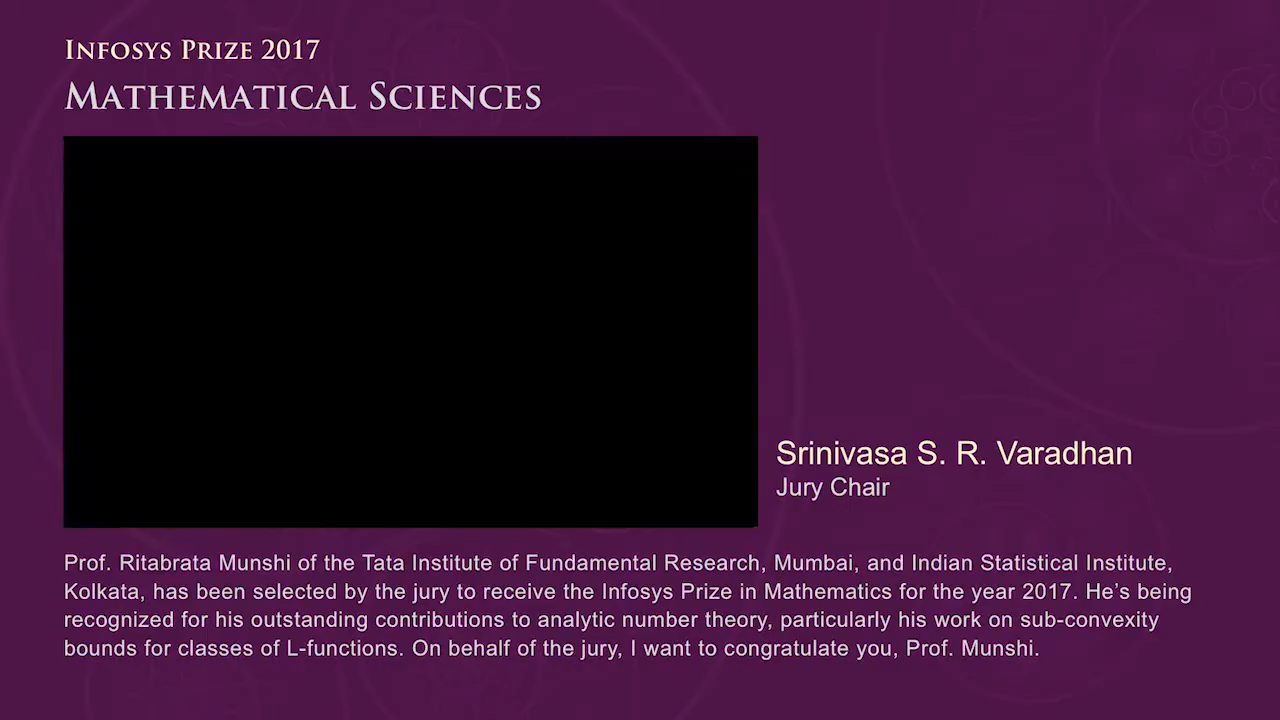 Infosys Prize 2017
Mathematical Sciences
Srinivasa S. R. Varadhan
Jury Chair
Prof. Ritabrata Munshi of the Tata Institute of Fundamental Research, Mumbai, and Indian Statistical Institute,
Kolkata, has been selected by the jury to receive the Infosys Prize in Mathematics for the year 2017. He’s being
recognized for his outstanding contributions to analytic number theory, particularly his work on sub-convexity
bounds for classes of L-functions. On behalf of the jury, I want to congratulate you, Prof. Munshi.